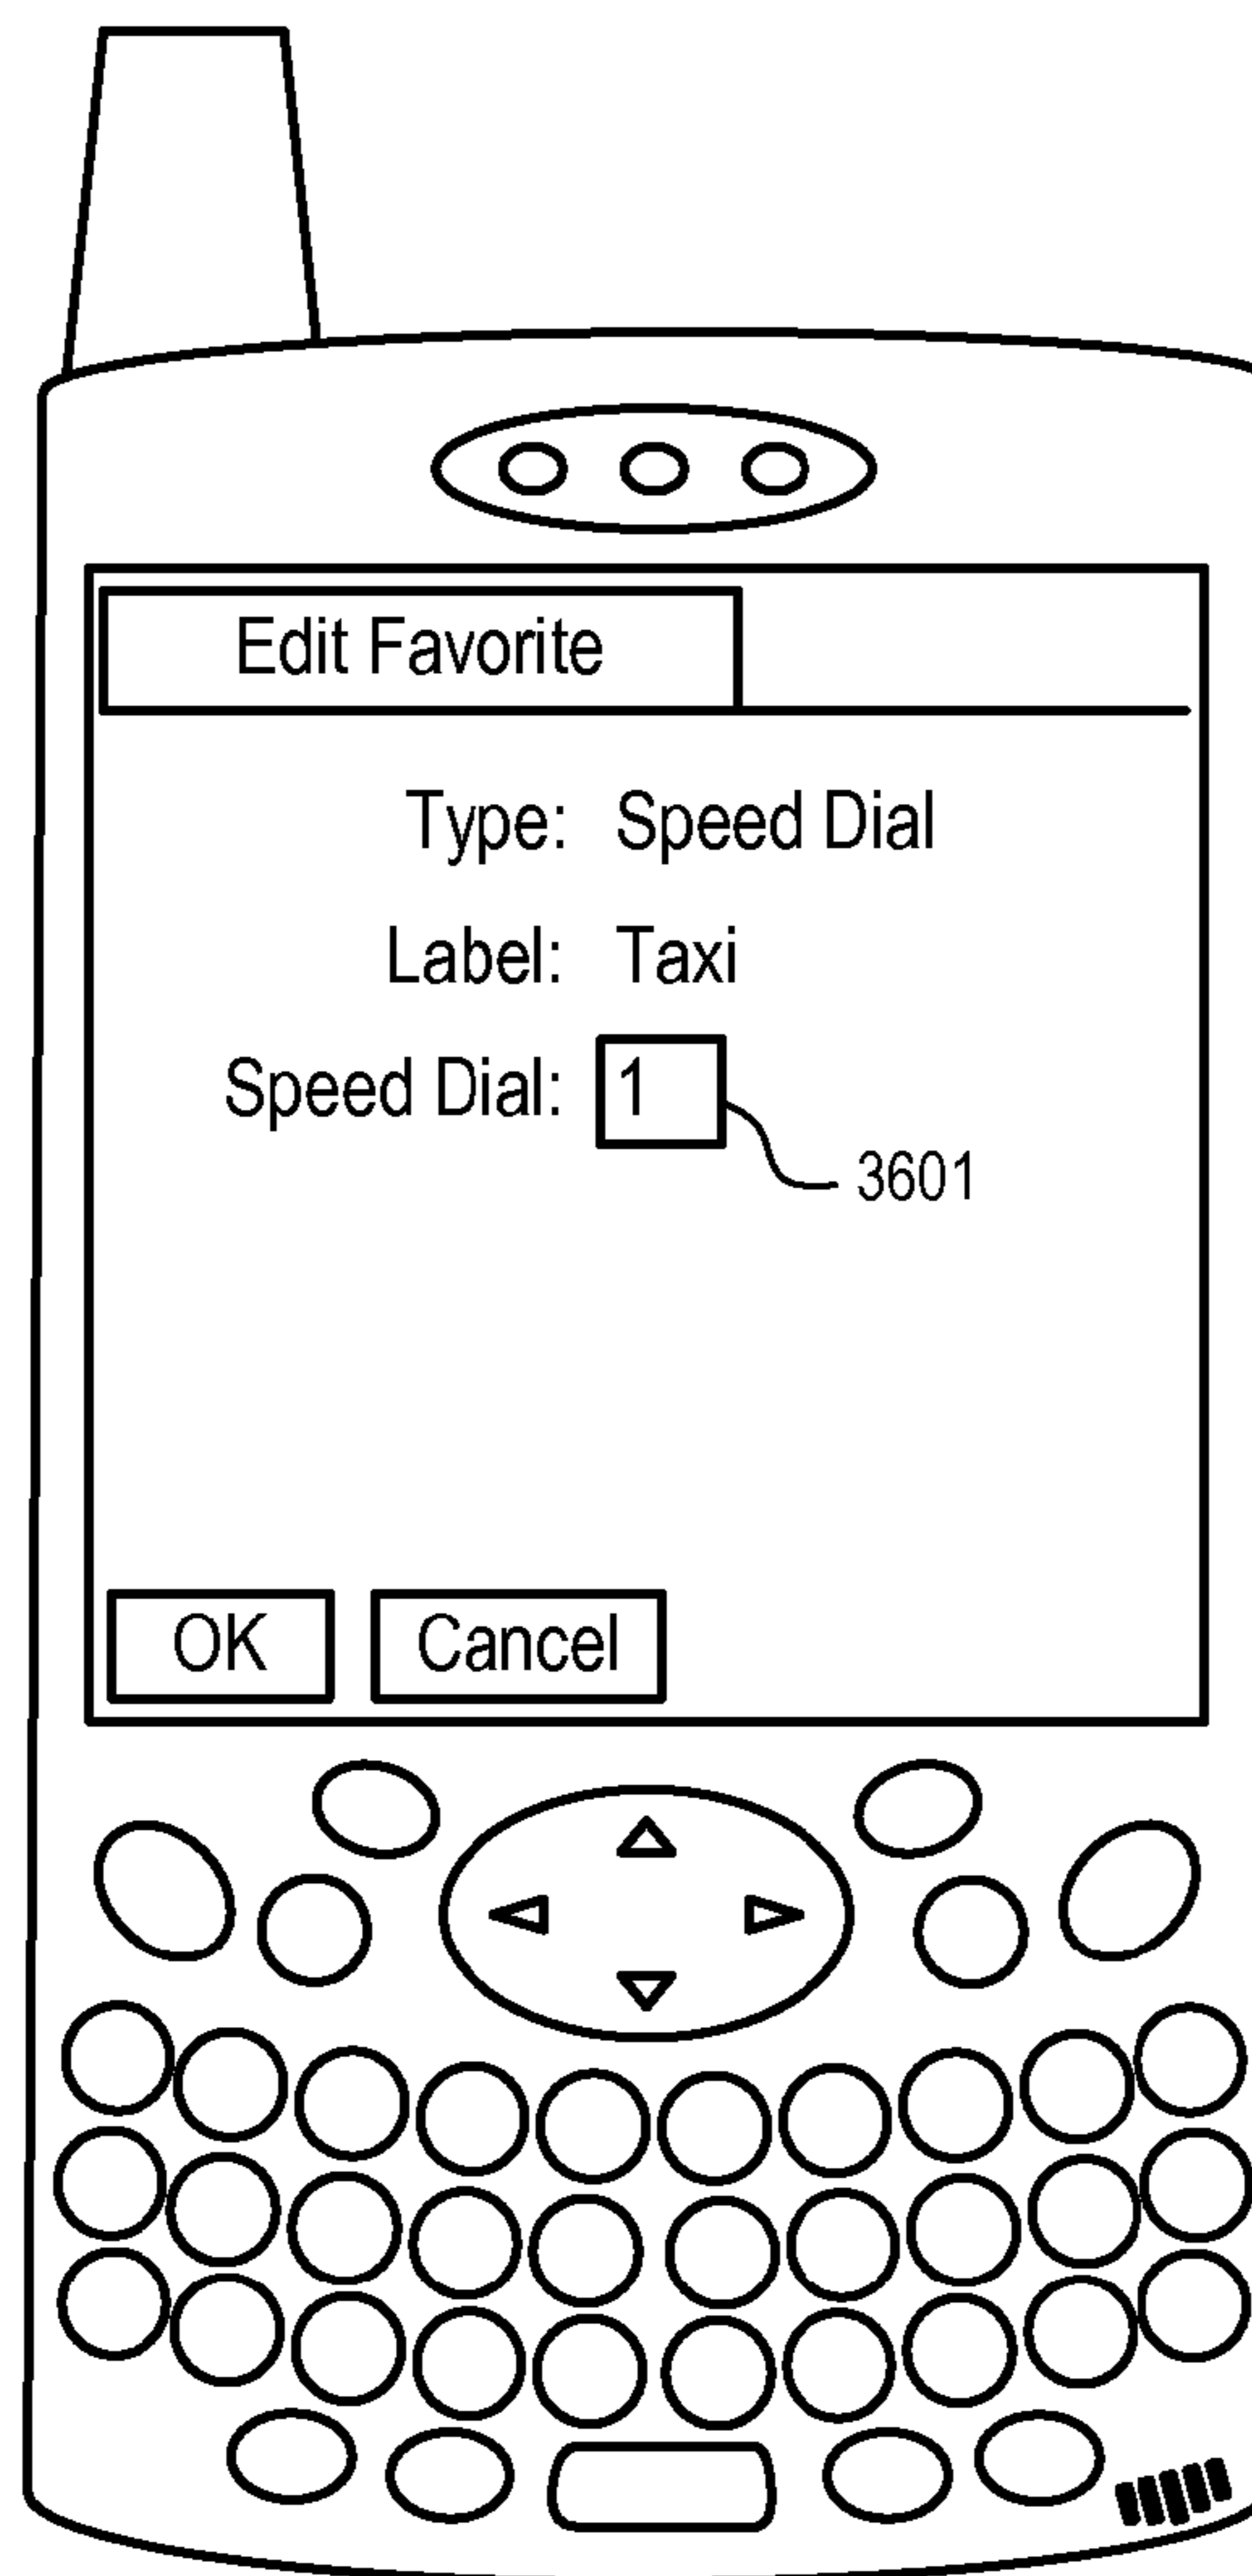 Edit Favorite
Type: Speed Dial
Label: Taxi
Speed Dial: 1
3601
OK Cancel